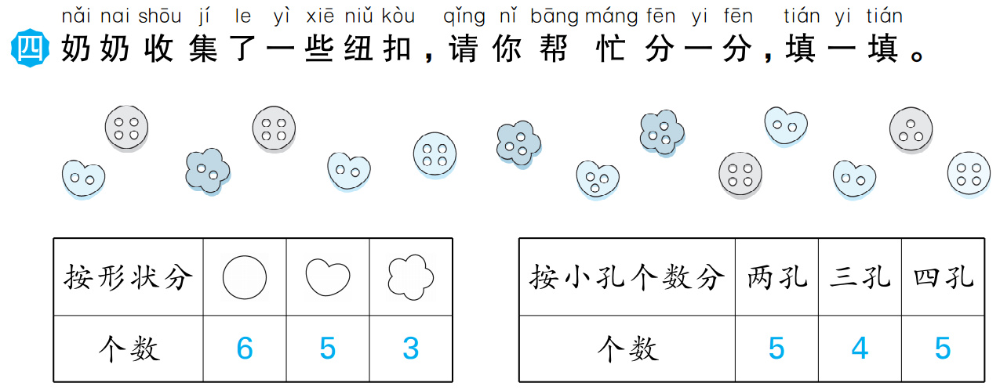 nǎi nai shōu jí le yì xiē niǔ kòu qǐng nǐ bāng máng fēn yi fēn tián yi tián
四 奶奶收集了一些纽扣，请你帮忙分一分，填一填。
按形状分
个数 6 5 3
按小孔个数分 两孔 三孔 四孔
个数 5 4 5